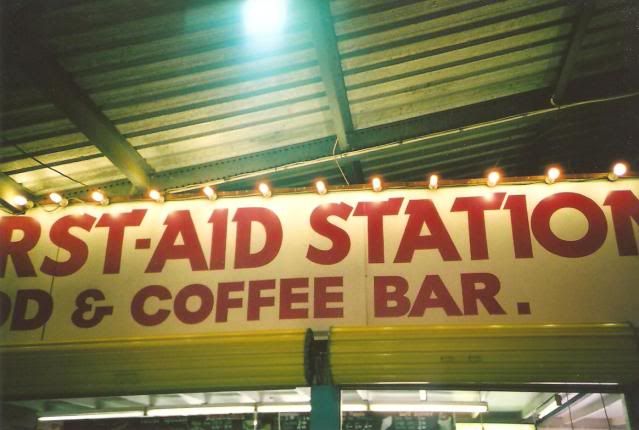 RST-AID STATION
OD & COFFEE BAR.